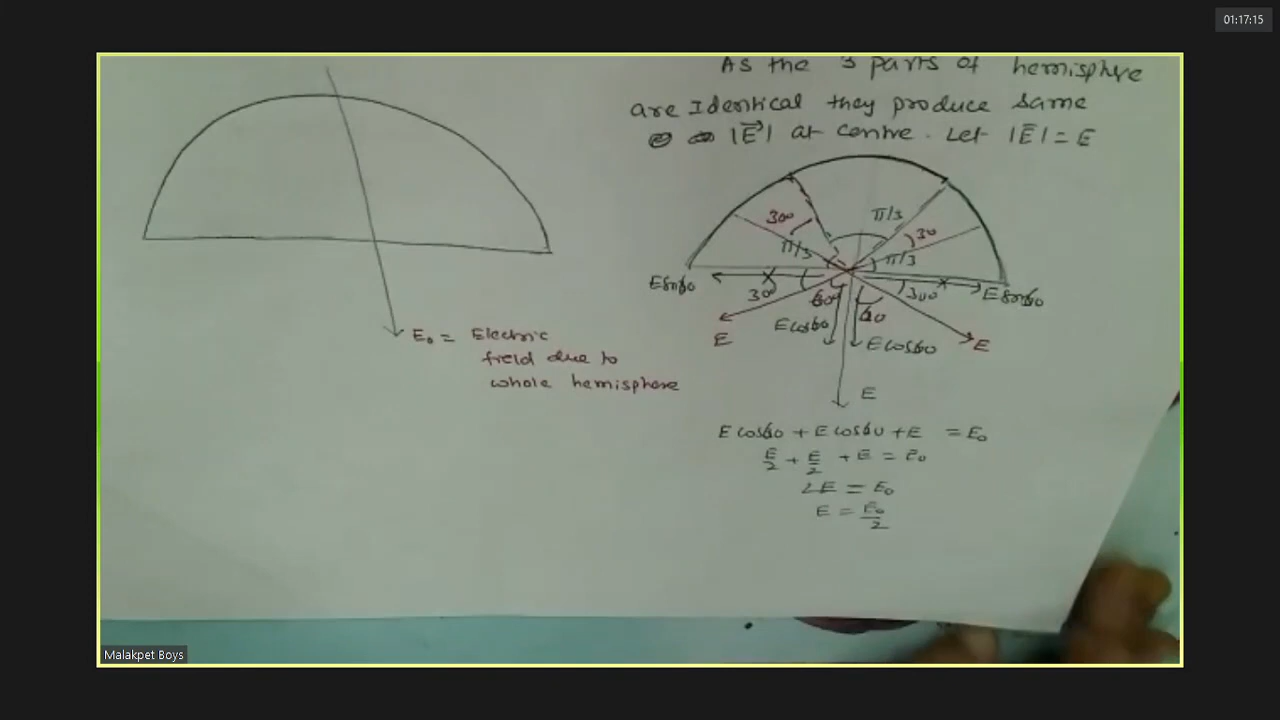 01:17:15
As the 3 parts of hemisphere
are Identical they produce same
|E⃗| at centre. Let |E̅| = E
π/3
30°
30
π/3
π/3
Esin60
30°
60°
30°
Esin60
Ecos60
60
Ecos60
E
E
E
E₀ = Electric
field due to
whole hemisphere
E cos60 + E cos60 + E = E₀
E/2 + E/2 + E = E₀
2E = E₀
E = E₀/2
Malakpet Boys